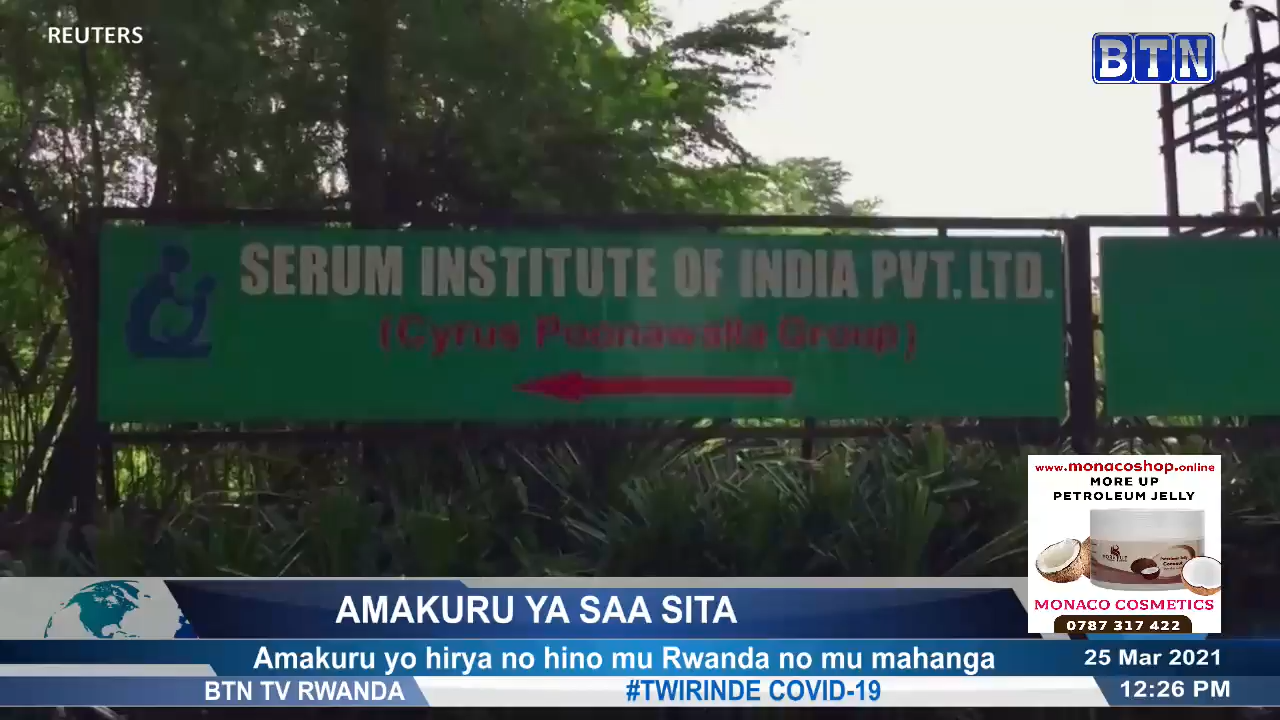 REUTERS
BTN
SERUM INSTITUTE OF INDIA PVT. LTD.
(Cyrus Poonawalla Group)
www.monacoshop.online
MORE UP
PETROLEUM JELLY
MONACO COSMETICS
0787 317 422
AMAKURU YA SAA SITA
Amakuru yo hirya no hino mu Rwanda no mu mahanga
25 Mar 2021
BTN TV RWANDA
#TWIRINDE COVID-19
12:26 PM